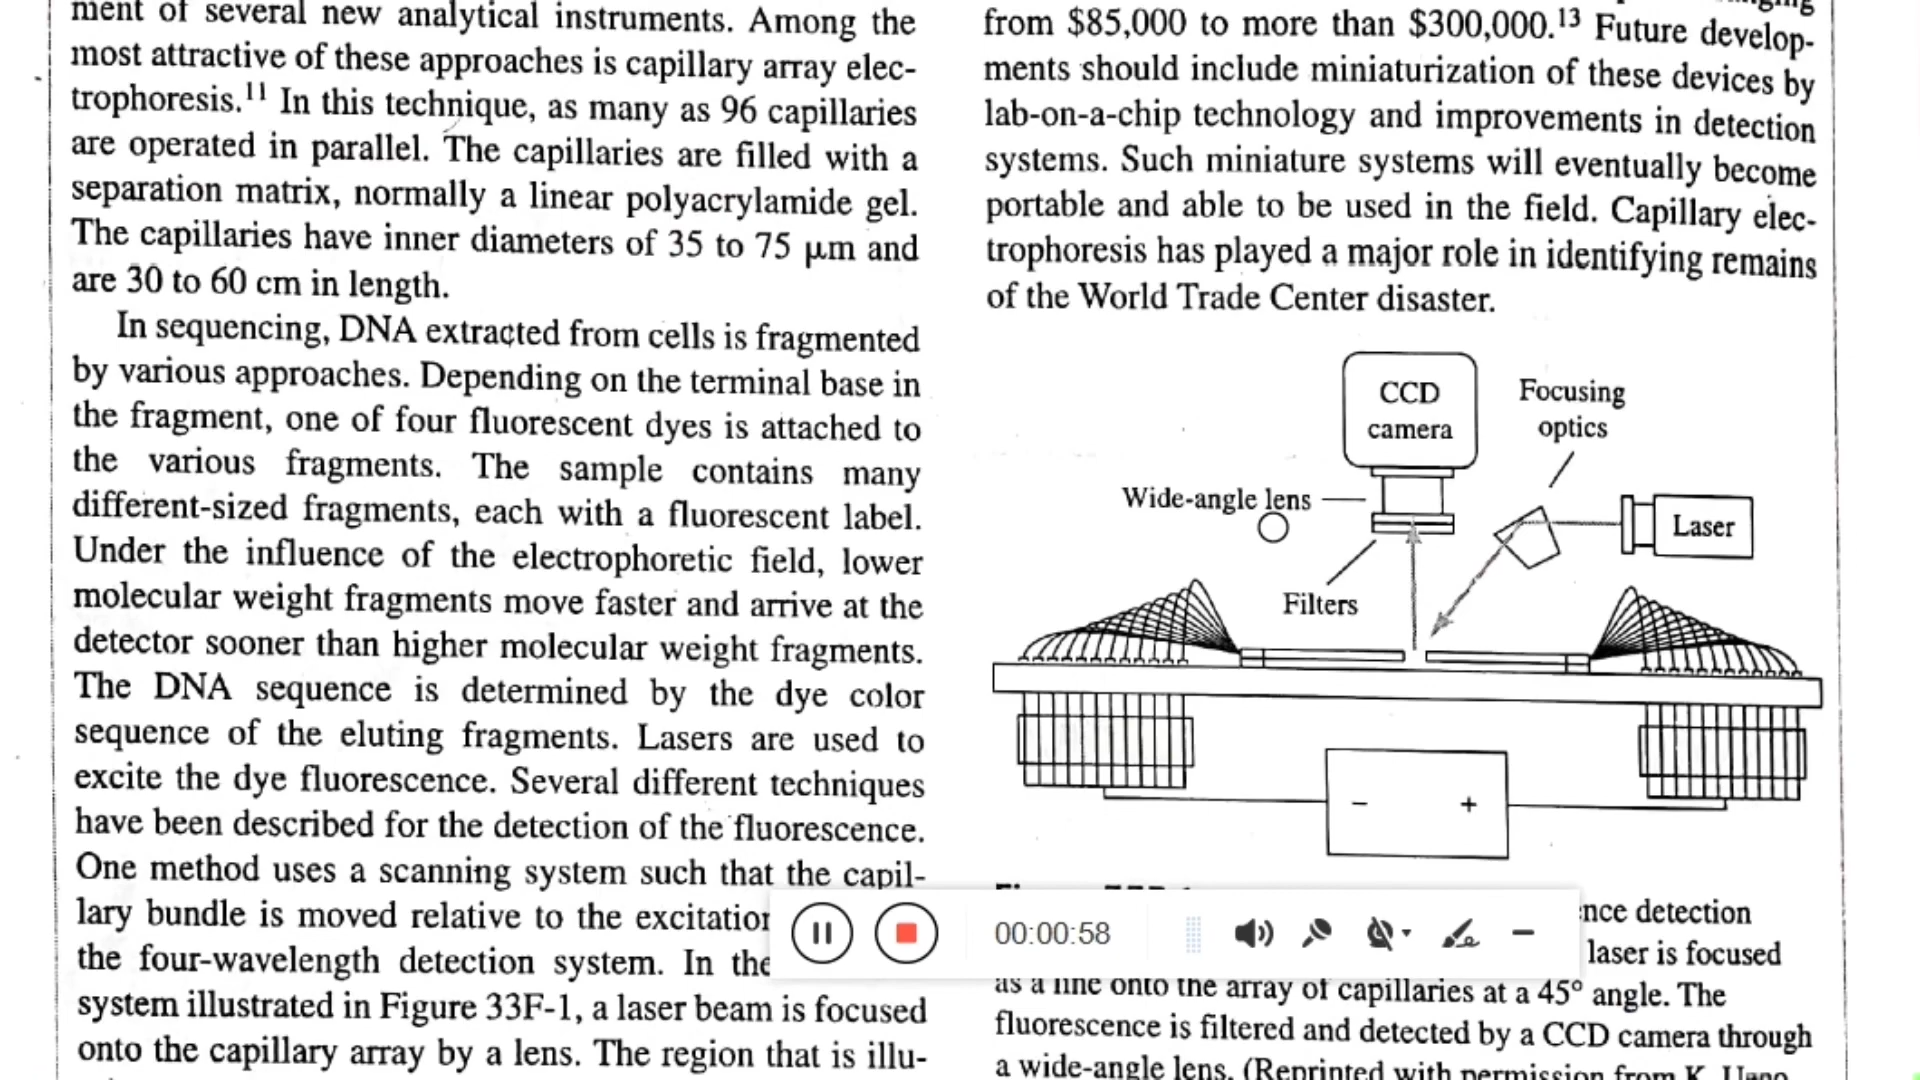 ment of several new analytical instruments. Among the
most attractive of these approaches is capillary array elec-
trophoresis.11 In this technique, as many as 96 capillaries
are operated in parallel. The capillaries are filled with a
separation matrix, normally a linear polyacrylamide gel.
The capillaries have inner diameters of 35 to 75 μm and
are 30 to 60 cm in length.
In sequencing, DNA extracted from cells is fragmented
by various approaches. Depending on the terminal base in
the fragment, one of four fluorescent dyes is attached to
the various fragments. The sample contains many
different-sized fragments, each with a fluorescent label.
Under the influence of the electrophoretic field, lower
molecular weight fragments move faster and arrive at the
detector sooner than higher molecular weight fragments.
The DNA sequence is determined by the dye color
sequence of the eluting fragments. Lasers are used to
excite the dye fluorescence. Several different techniques
have been described for the detection of the fluorescence.
One method uses a scanning system such that the capil-
lary bundle is moved relative to the excitation
the four-wavelength detection system. In the
system illustrated in Figure 33F-1, a laser beam is focused
onto the capillary array by a lens. The region that is illu-
from $85,000 to more than $300,000.13 Future develop-
ments should include miniaturization of these devices by
lab-on-a-chip technology and improvements in detection
systems. Such miniature systems will eventually become
portable and able to be used in the field. Capillary elec-
trophoresis has played a major role in identifying remains
of the World Trade Center disaster.
CCD
camera
Focusing
optics
Wide-angle lens
Laser
Filters
− +
nce detection
laser is focused
as a line onto the array of capillaries at a 45° angle. The
fluorescence is filtered and detected by a CCD camera through
a wide-angle lens. (Reprinted with permission from K. Ueno
00:00:58